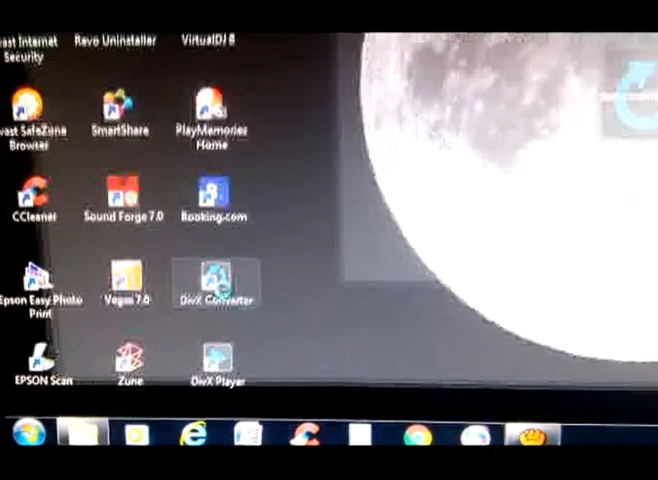 ast Internet
Security
Revo Uninstaller
VirtualDJ 8
vast SafeZone
Browser
SmartShare
PlayMemories
Home
CCleaner
Sound Forge 7.0
Booking.com
Epson Easy Photo
Print
Vegas 7.0
DivX Converter
EPSON Scan
Zune
DivX Player